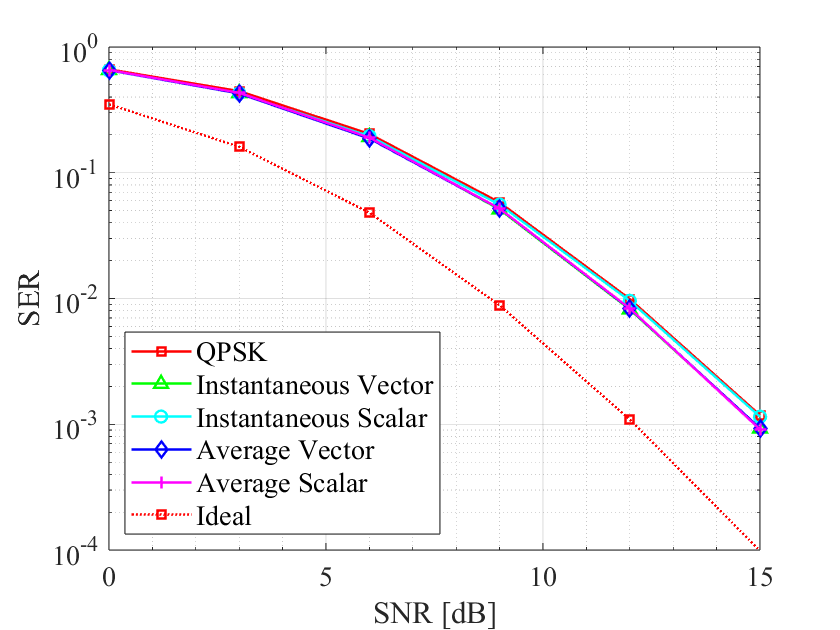 10^0
10^-1
10^-2
10^-3
10^-4
SER
QPSK
Instantaneous Vector
Instantaneous Scalar
Average Vector
Average Scalar
Ideal
0 5 10 15
SNR [dB]